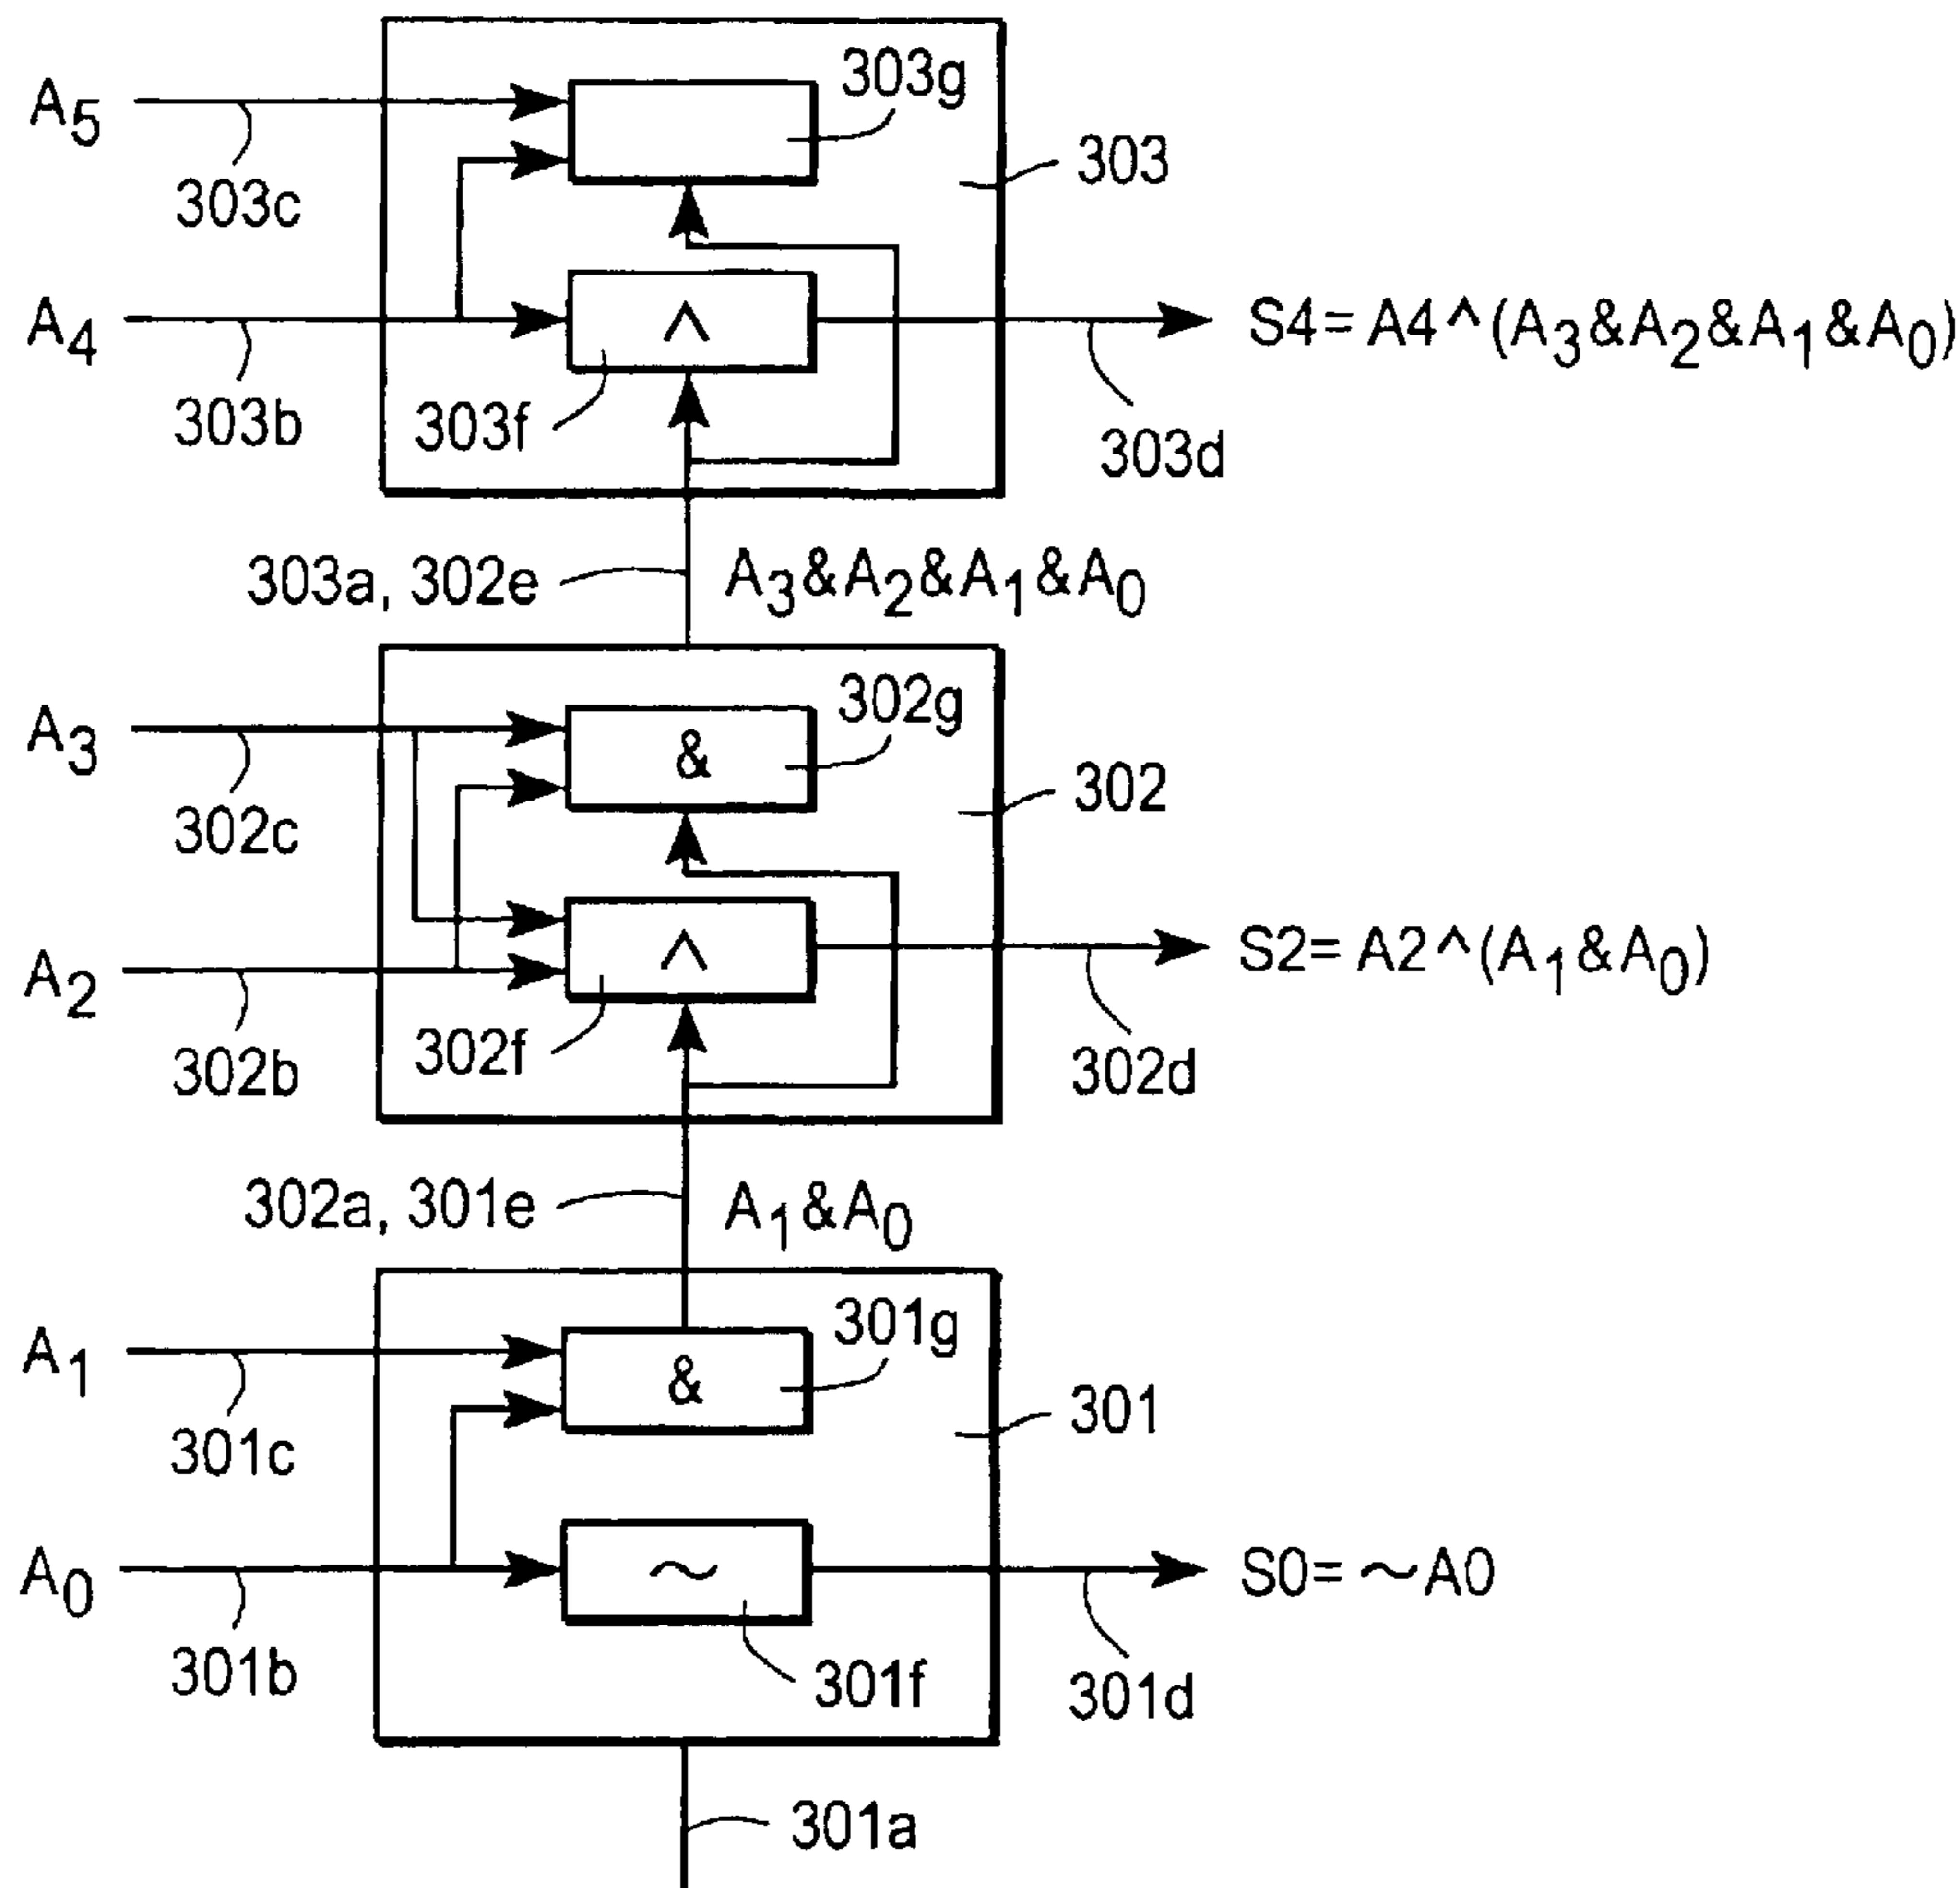 303g
A5
303
303c
A4
^
S4= A4^(A3&A2&A1&A0)
303b
303f
303d
303a, 302e
A3&A2&A1&A0
302g
A3
&
302
302c
^
S2= A2^(A1&A0)
A2
302f
302b
302d
302a, 301e
A1&A0
301g
A1
&
301
301c
A0
~
S0= ~A0
301b
301f
301d
301a